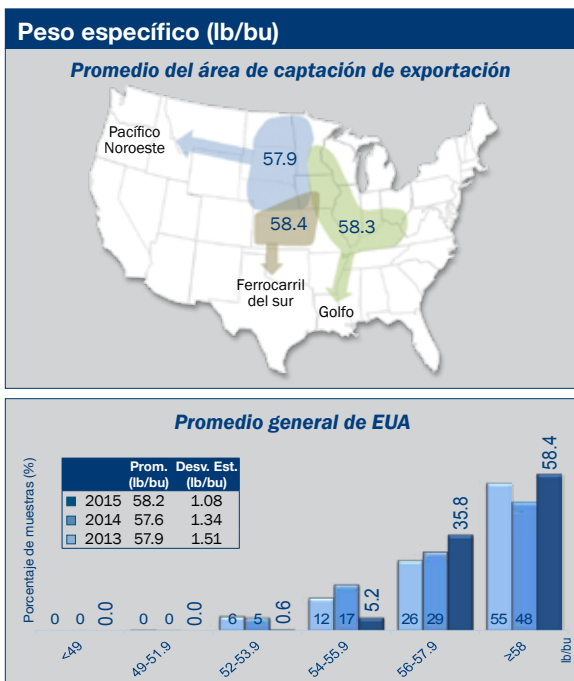 Peso específico (lb/bu)
Promedio del área de captación de exportación
Pacífico
Noroeste
57.9
58.4
58.3
Ferrocarril
del sur
Golfo
Promedio general de EUA
Porcentaje de muestras (%)
Prom. Desv. Est.
(lb/bu) (lb/bu)
2015 58.2 1.08
2014 57.6 1.34
2013 57.9 1.51
0 0 0.0
0 0 0.0
6 5 0.6
12 17 5.2
26 29 35.8
55 48 58.4
<49 49-51.9 52-53.9 54-55.9 56-57.9 ≥58
lb/bu